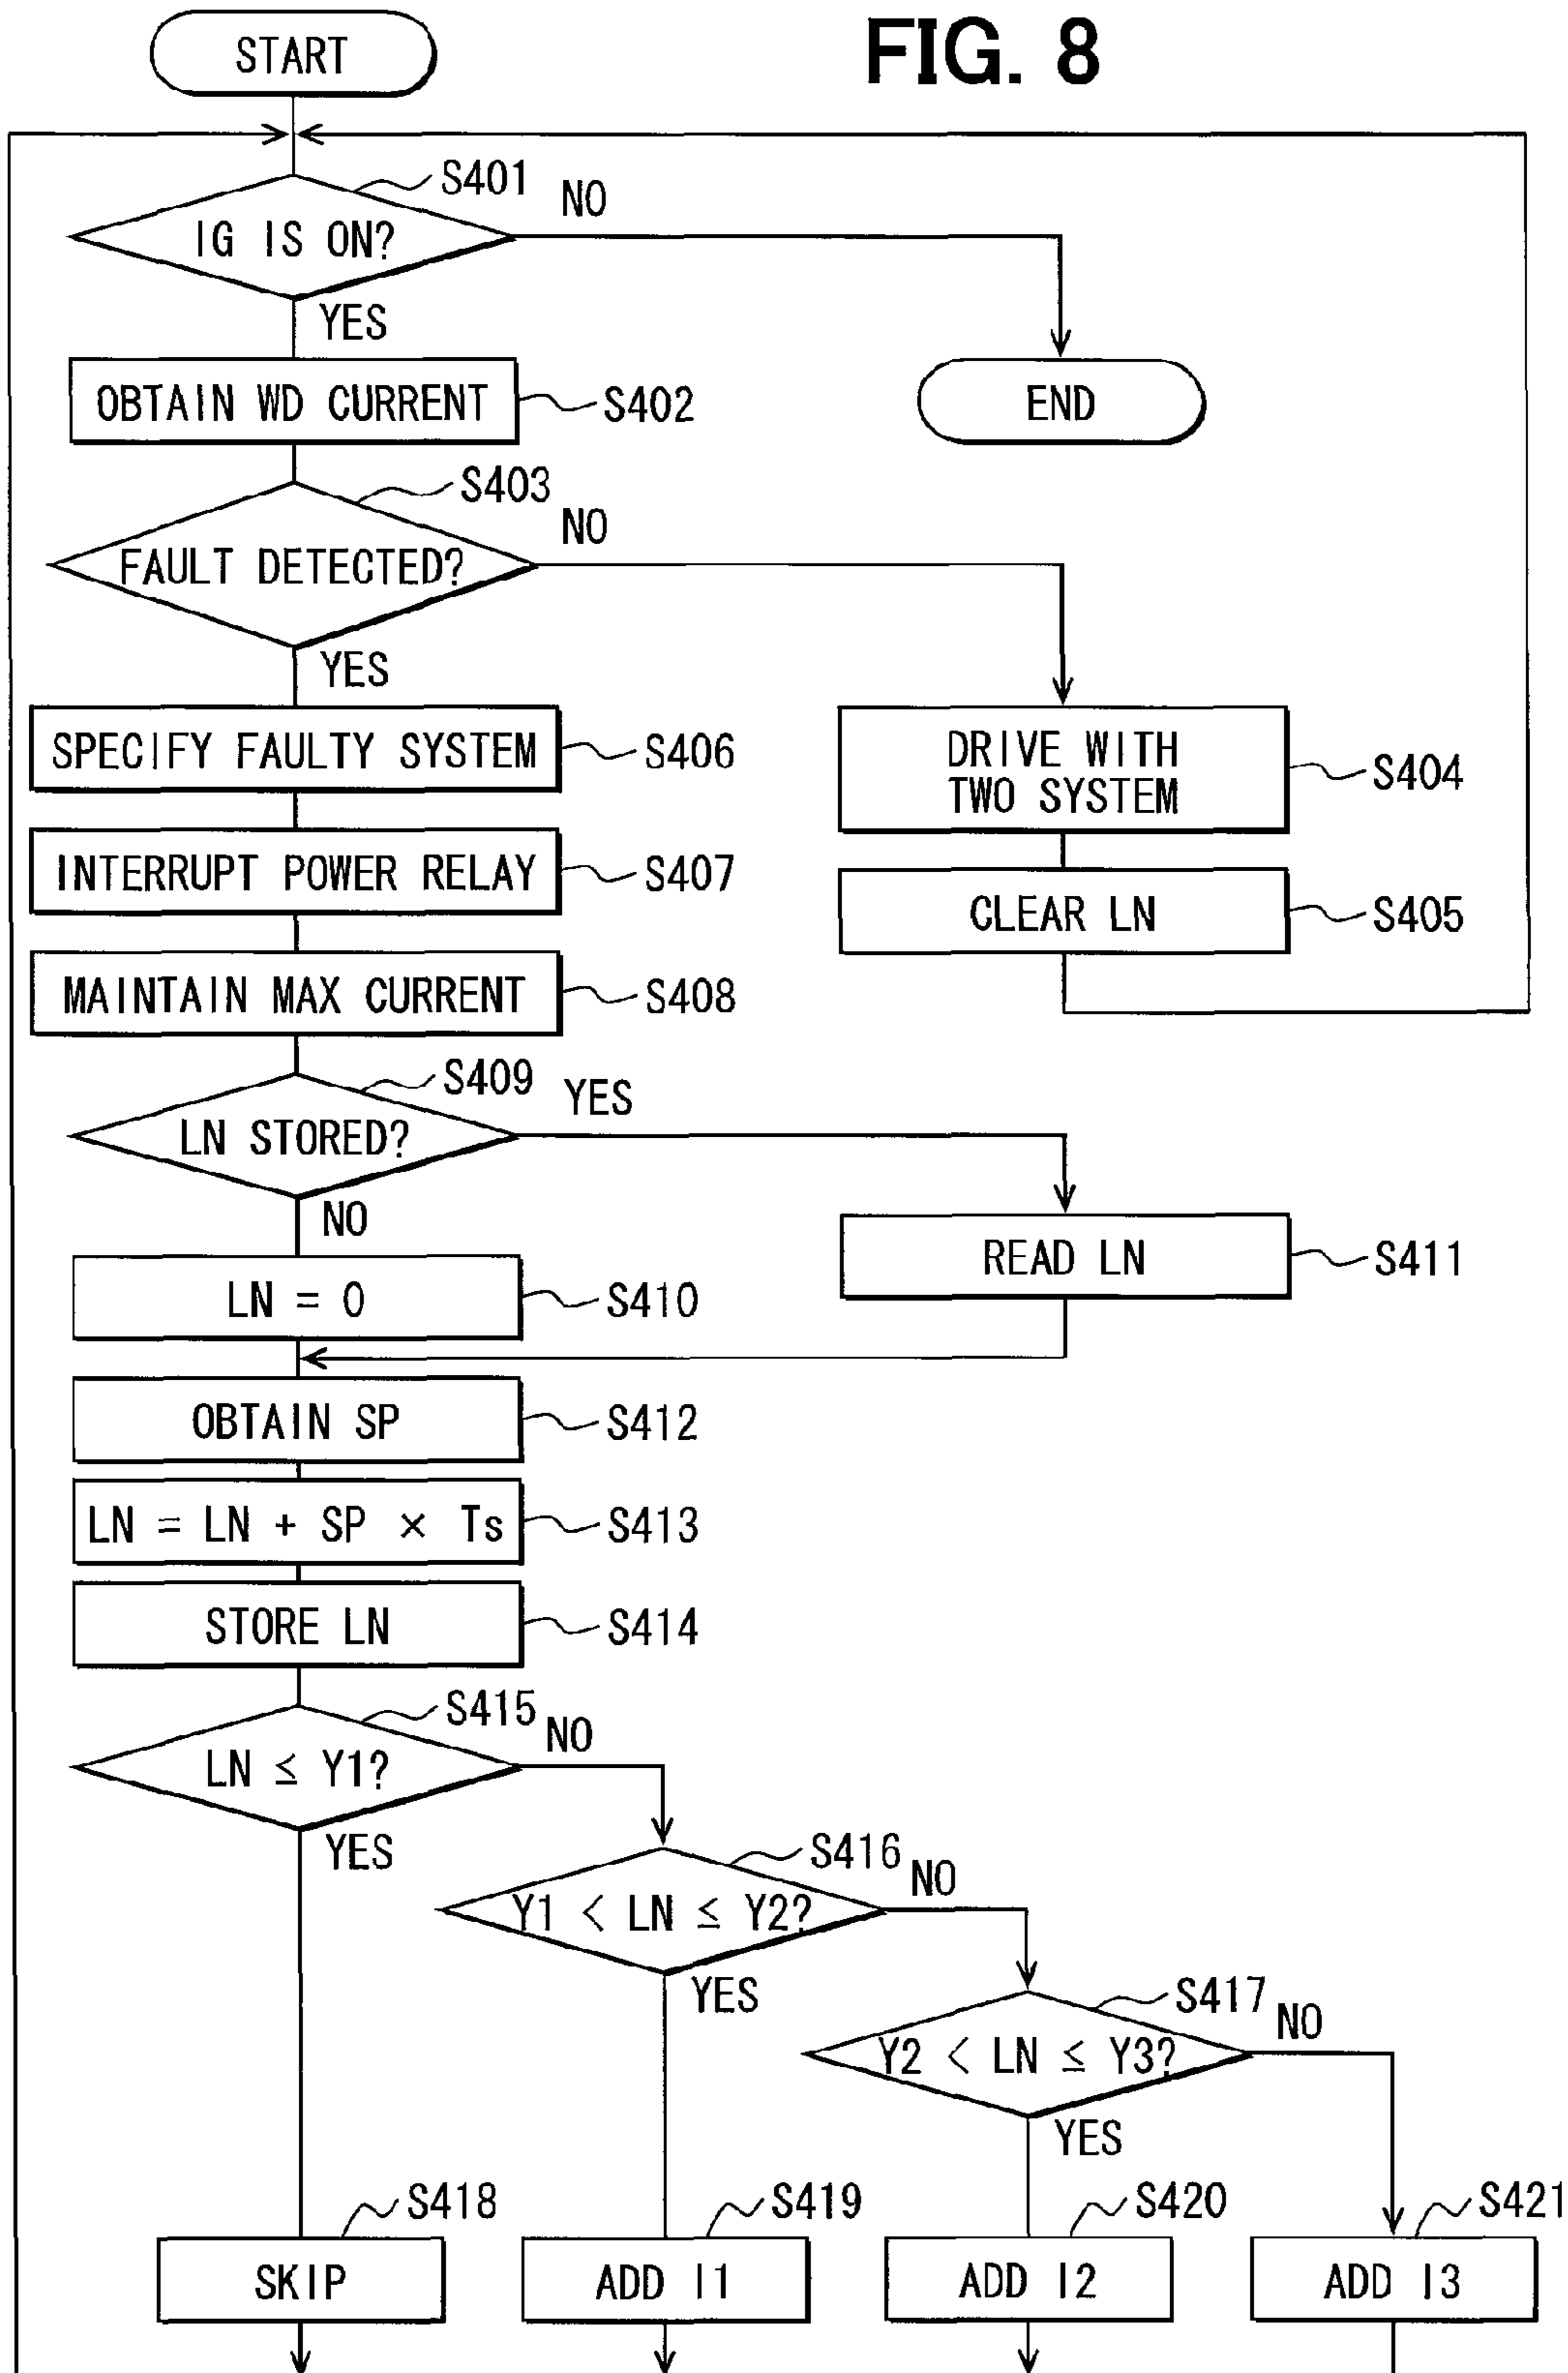 FIG. 8
START
S401
IG IS ON?
NO
YES
OBTAIN WD CURRENT
S402
END
S403
FAULT DETECTED?
NO
YES
SPECIFY FAULTY SYSTEM
S406
DRIVE WITH
TWO SYSTEM
S404
INTERRUPT POWER RELAY
S407
CLEAR LN
S405
MAINTAIN MAX CURRENT
S408
S409
LN STORED?
YES
NO
READ LN
S411
LN = 0
S410
OBTAIN SP
S412
LN = LN + SP × Ts
S413
STORE LN
S414
S415
LN ≤ Y1?
NO
YES
S416
Y1 < LN ≤ Y2?
NO
YES
S417
Y2 < LN ≤ Y3?
NO
YES
S418
SKIP
S419
ADD I1
S420
ADD I2
S421
ADD I3